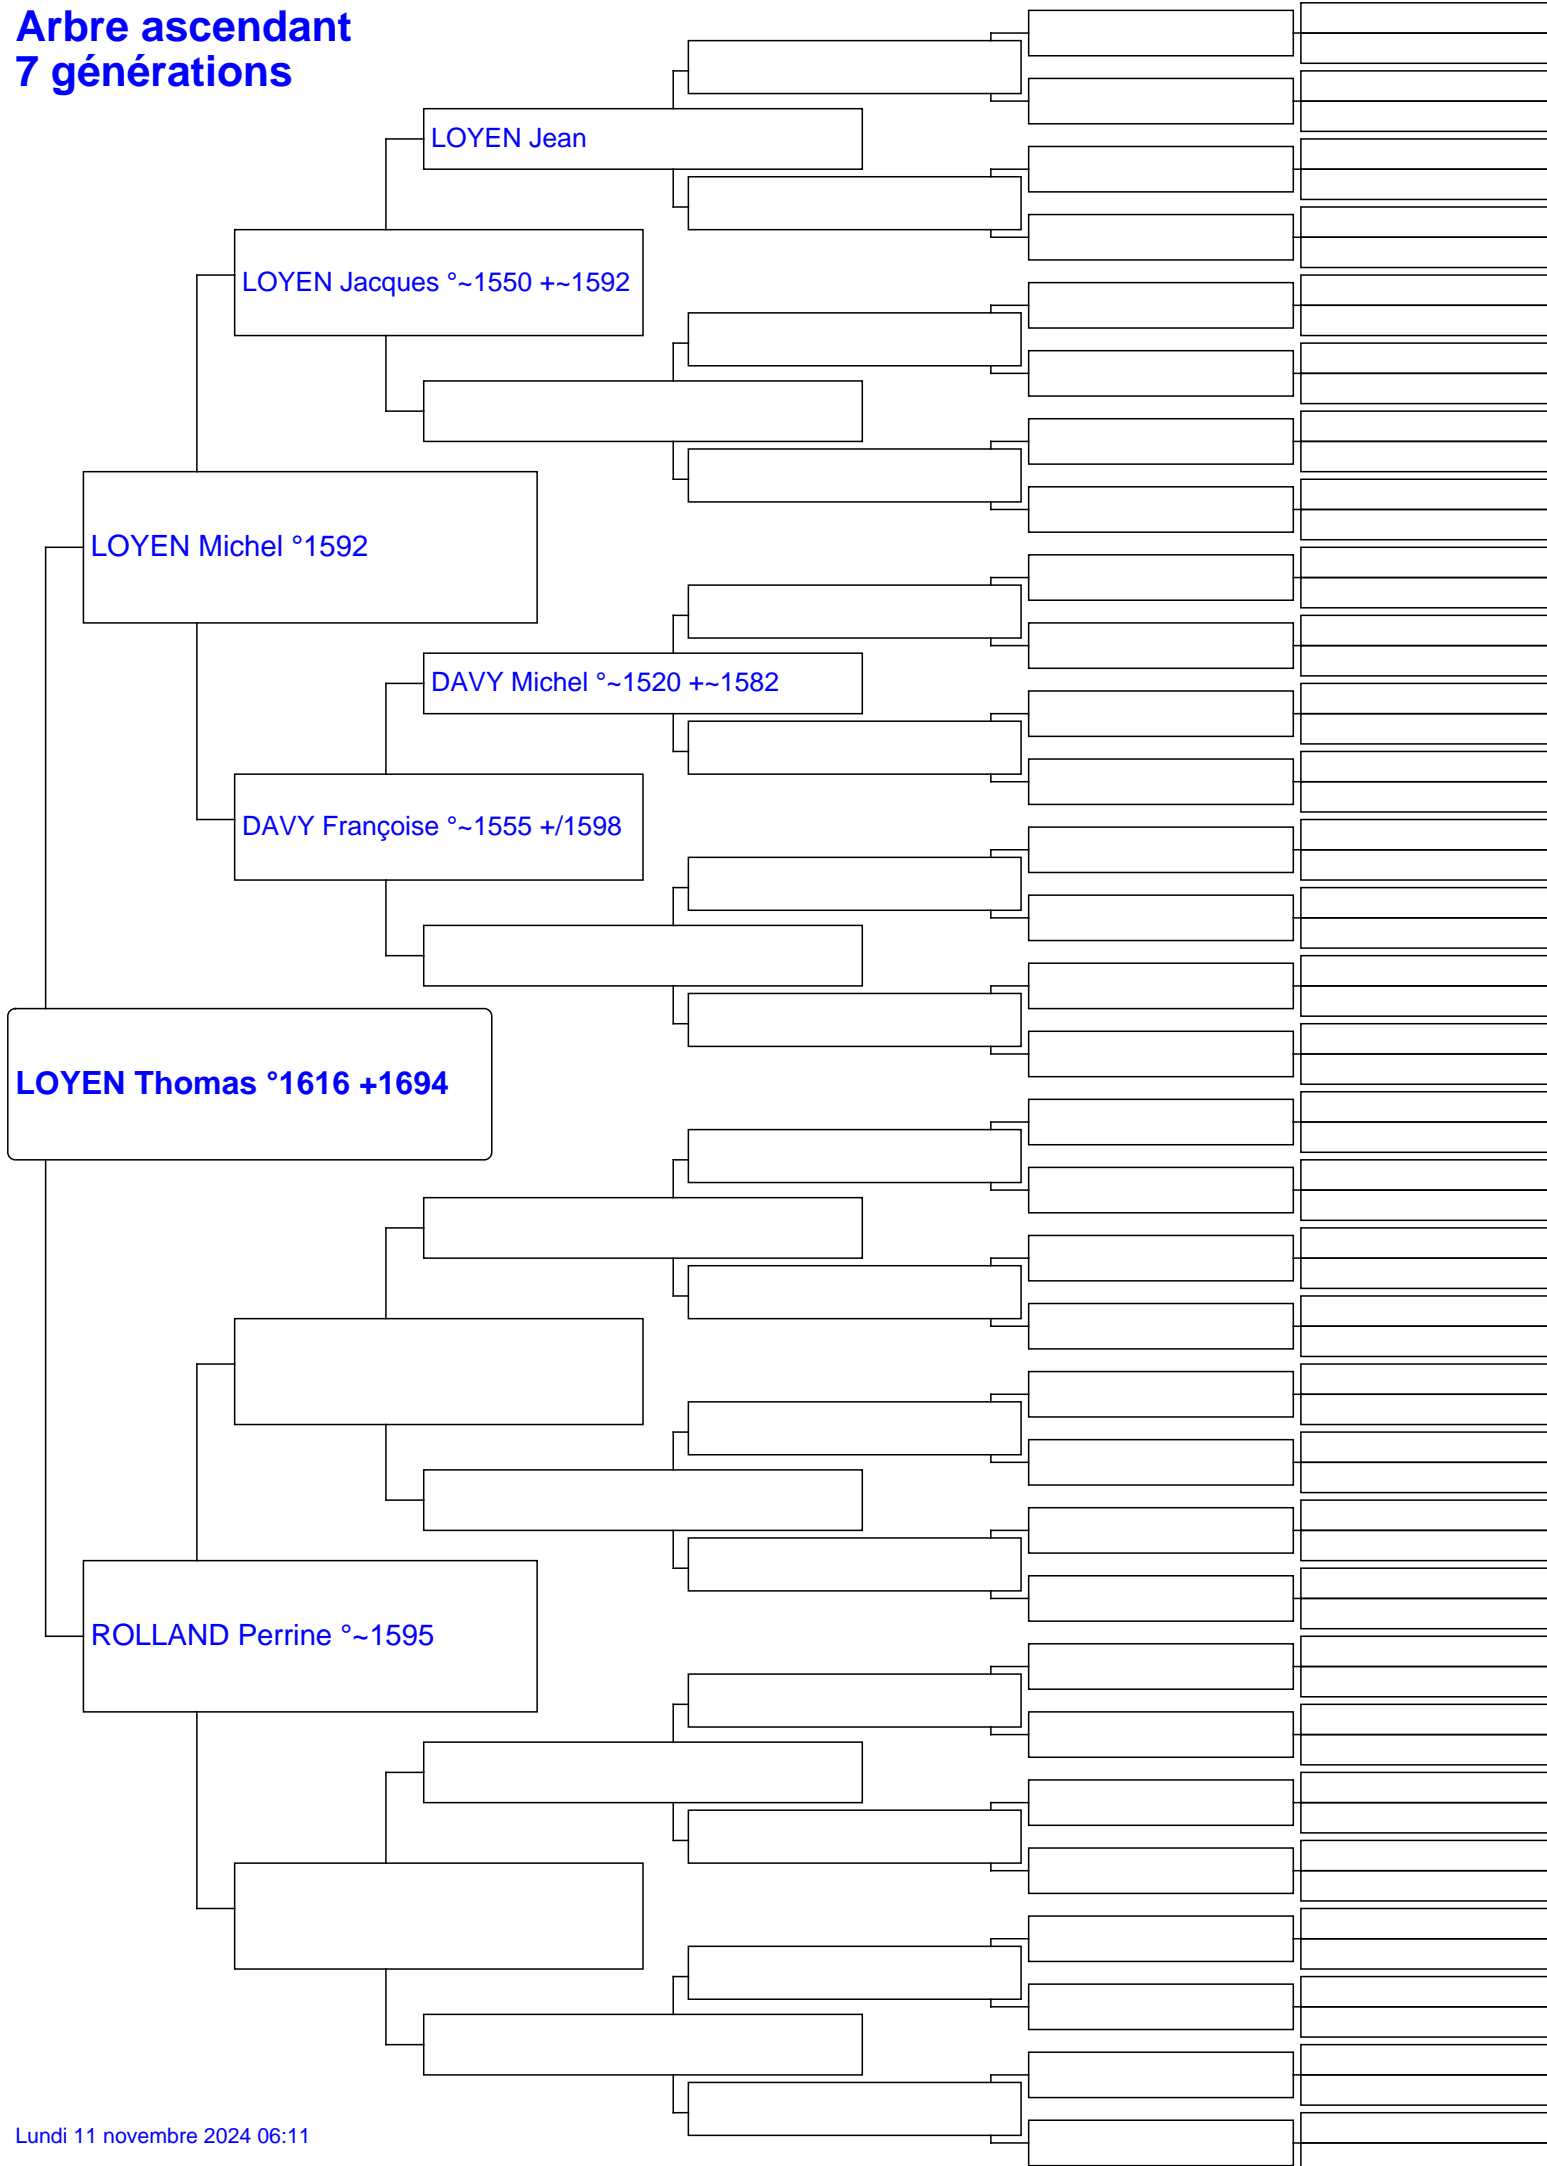 Arbre ascendant
7 générations
LOYEN Jean
LOYEN Jacques °~1550 +~1592
LOYEN Michel °1592
DAVY Michel °~1520 +~1582
DAVY Françoise °~1555 +/1598
LOYEN Thomas °1616 +1694
ROLLAND Perrine °~1595
Lundi 11 novembre 2024 06:11